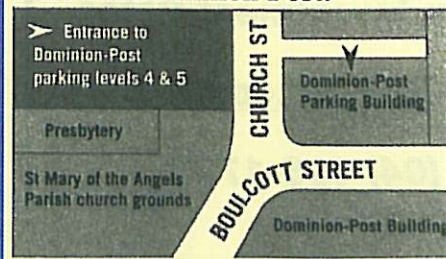 ➤ Entrance to
Dominion-Post
parking levels 4 & 5
CHURCH ST
Dominion-Post
Parking Building
Presbytery
St Mary of the Angels
Parish church grounds
BOULCOTT STREET
Dominion-Post Building